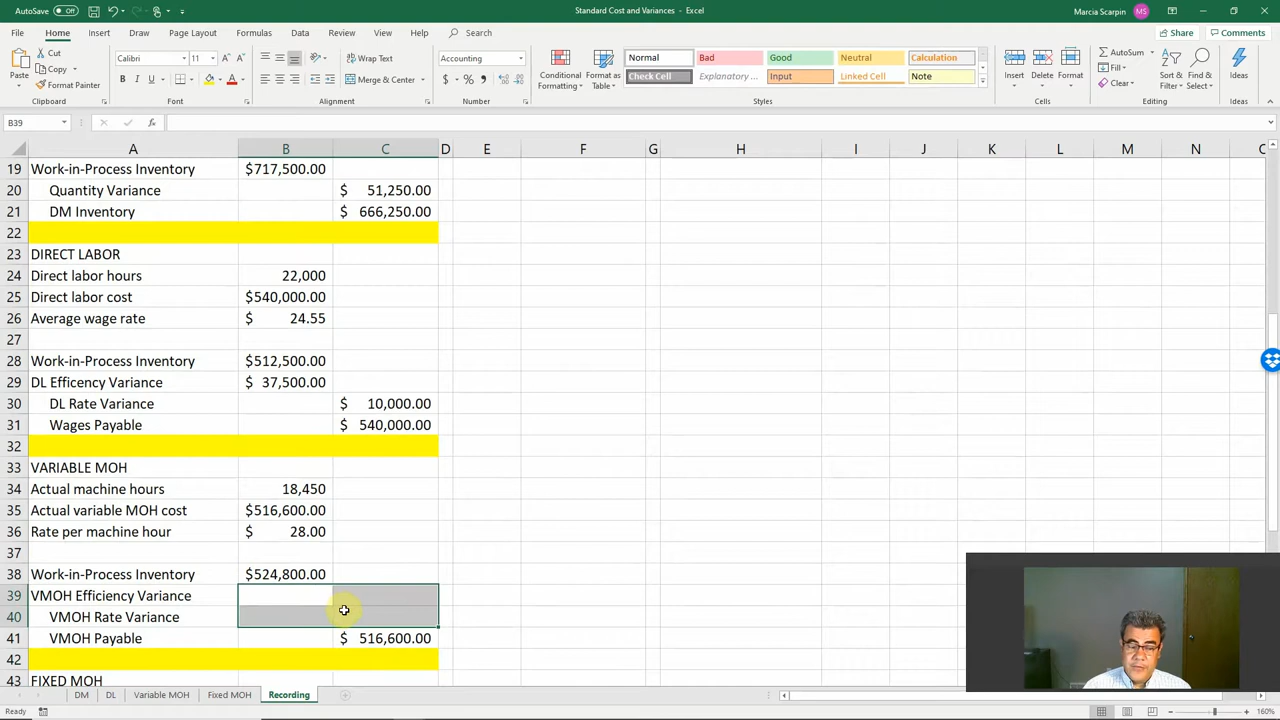 AutoSave Off Standard Cost and Variances - Excel Marcia Scarpin MS
File Home Insert Draw Page Layout Formulas Data Review View Help Search Share Comments
Paste Cut Copy Format Painter Calibri 11 Wrap Text Merge & Center Accounting Conditional Formatting Format as Table Normal Bad Good Neutral Calculation Check Cell Explanatory ... Input Linked Cell Note Insert Delete Format AutoSum Fill Clear Sort & Filter Find & Select Ideas
Clipboard Font Alignment Number Styles Cells Editing Ideas
B39 fx
A B C D E F G H I J K L M N
19 Work-in-Process Inventory $717,500.00
20 Quantity Variance $ 51,250.00
21 DM Inventory $ 666,250.00
22
23 DIRECT LABOR
24 Direct labor hours 22,000
25 Direct labor cost $540,000.00
26 Average wage rate $ 24.55
27
28 Work-in-Process Inventory $512,500.00
29 DL Efficency Variance $ 37,500.00
30 DL Rate Variance $ 10,000.00
31 Wages Payable $ 540,000.00
32
33 VARIABLE MOH
34 Actual machine hours 18,450
35 Actual variable MOH cost $516,600.00
36 Rate per machine hour $ 28.00
37
38 Work-in-Process Inventory $524,800.00
39 VMOH Efficiency Variance
40 VMOH Rate Variance
41 VMOH Payable $ 516,600.00
42
43 FIXED MOH
DM DL Variable MOH Fixed MOH Recording
Ready 160%